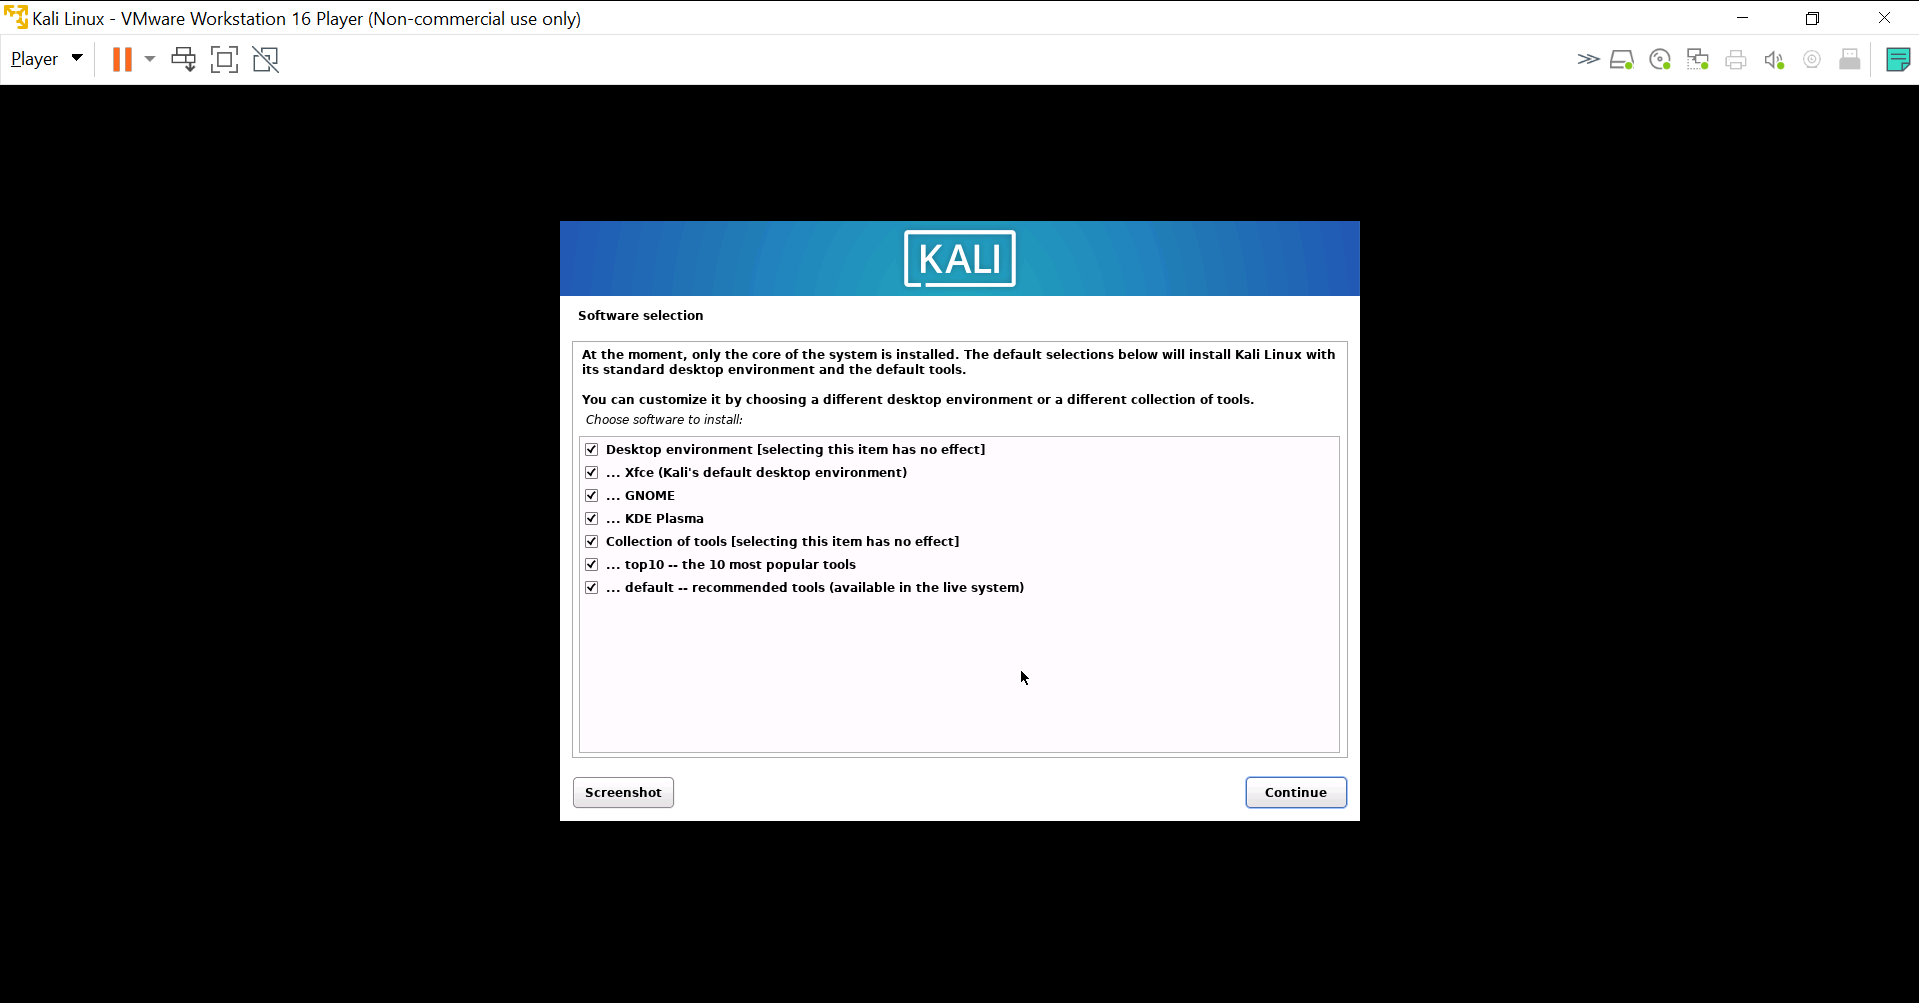 Kali Linux - VMware Workstation 16 Player (Non-commercial use only)
Player
KALI
Software selection
At the moment, only the core of the system is installed. The default selections below will install Kali Linux with
its standard desktop environment and the default tools.
You can customize it by choosing a different desktop environment or a different collection of tools.
Choose software to install:
Desktop environment [selecting this item has no effect]
... Xfce (Kali's default desktop environment)
... GNOME
... KDE Plasma
Collection of tools [selecting this item has no effect]
... top10 -- the 10 most popular tools
... default -- recommended tools (available in the live system)
Screenshot
Continue